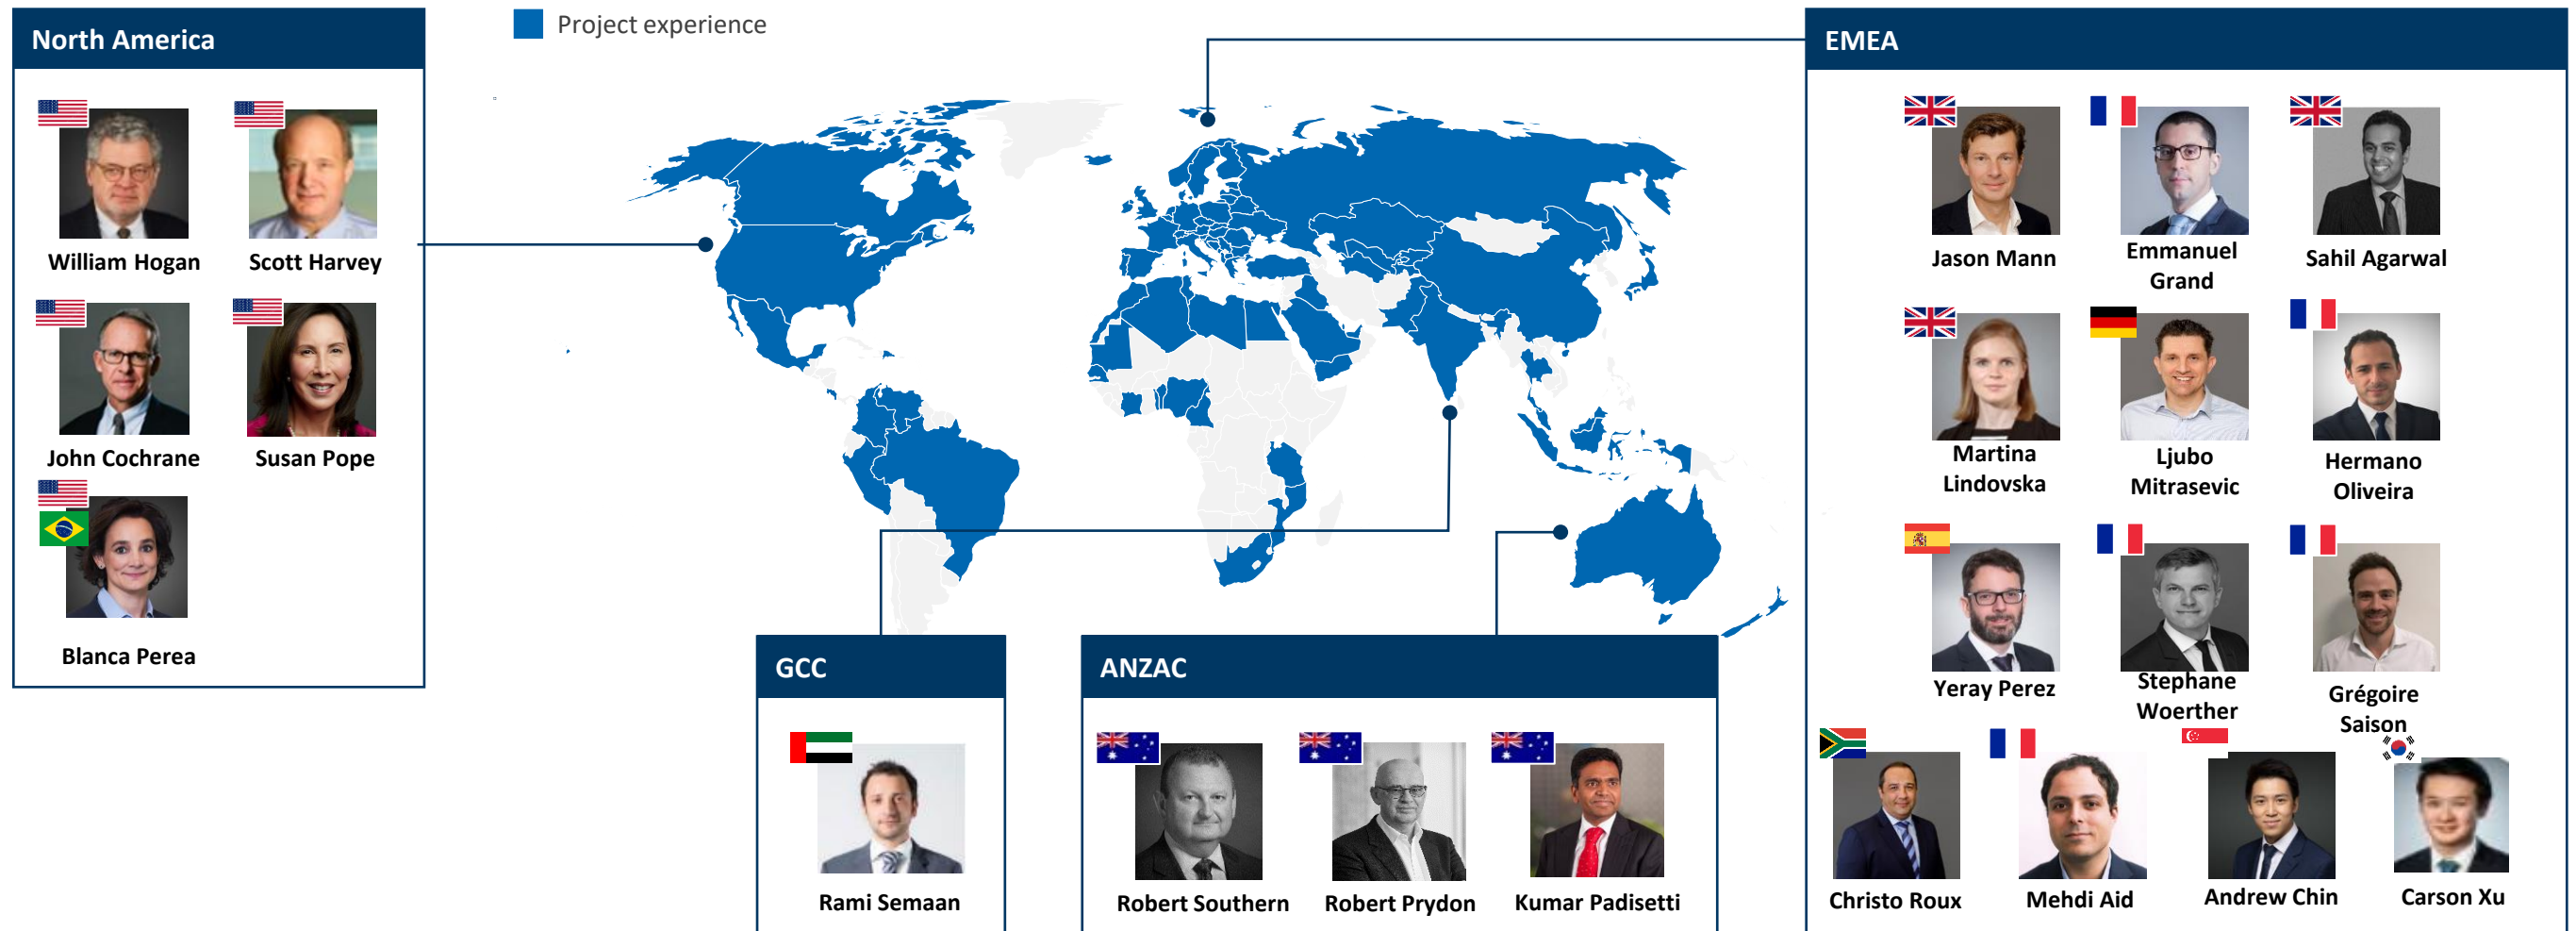 North America
Project experience
EMEA
William Hogan
Scott Harvey
John Cochrane
Susan Pope
Blanca Perea
Jason Mann
Emmanuel
Grand
Sahil Agarwal
Martina
Lindovska
Ljubo
Mitrasevic
Hermano
Oliveira
Yeray Perez
Stephane
Woerther
Grégoire
Saison
Christo Roux
Mehdi Aid
Andrew Chin
Carson Xu
GCC
Rami Semaan
ANZAC
Robert Southern
Robert Prydon
Kumar Padisetti